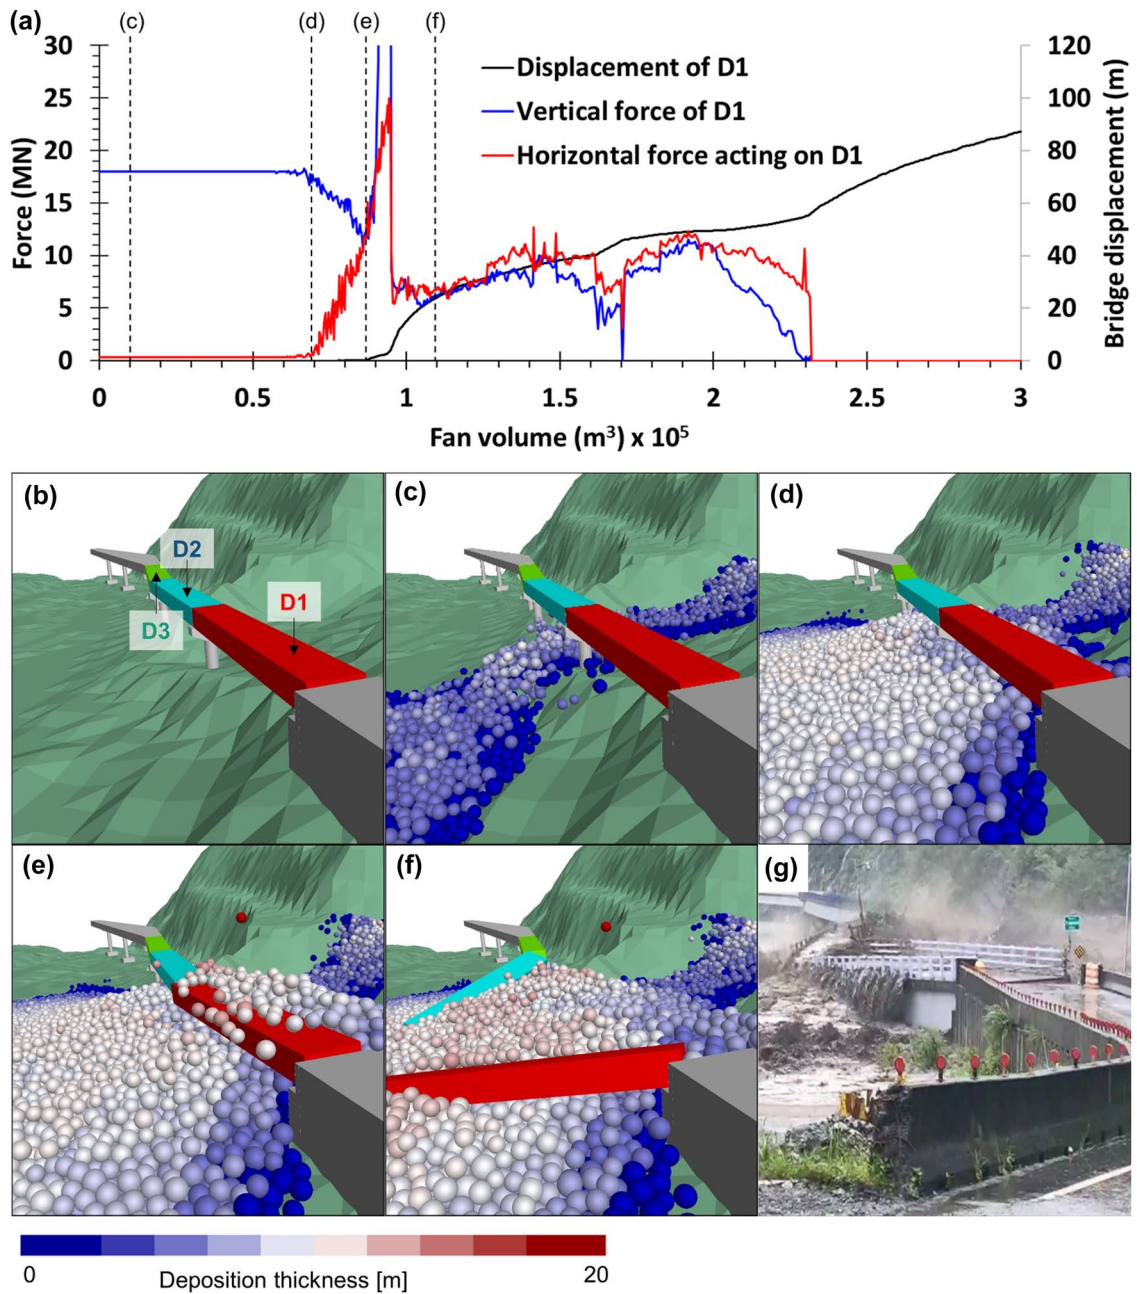 (a)
(c)
(d)
(e)
(f)
30
25
20
15
10
5
0
Force (MN)
Displacement of D1
Vertical force of D1
Horizontal force acting on D1
120
100
80
60
40
20
0
Bridge displacement (m)
0
0.5
1
1.5
2
2.5
3
Fan volume (m³) x 10⁵
(b)
D2
D1
D3
(c)
(d)
(e)
(f)
(g)
0
20
Deposition thickness [m]